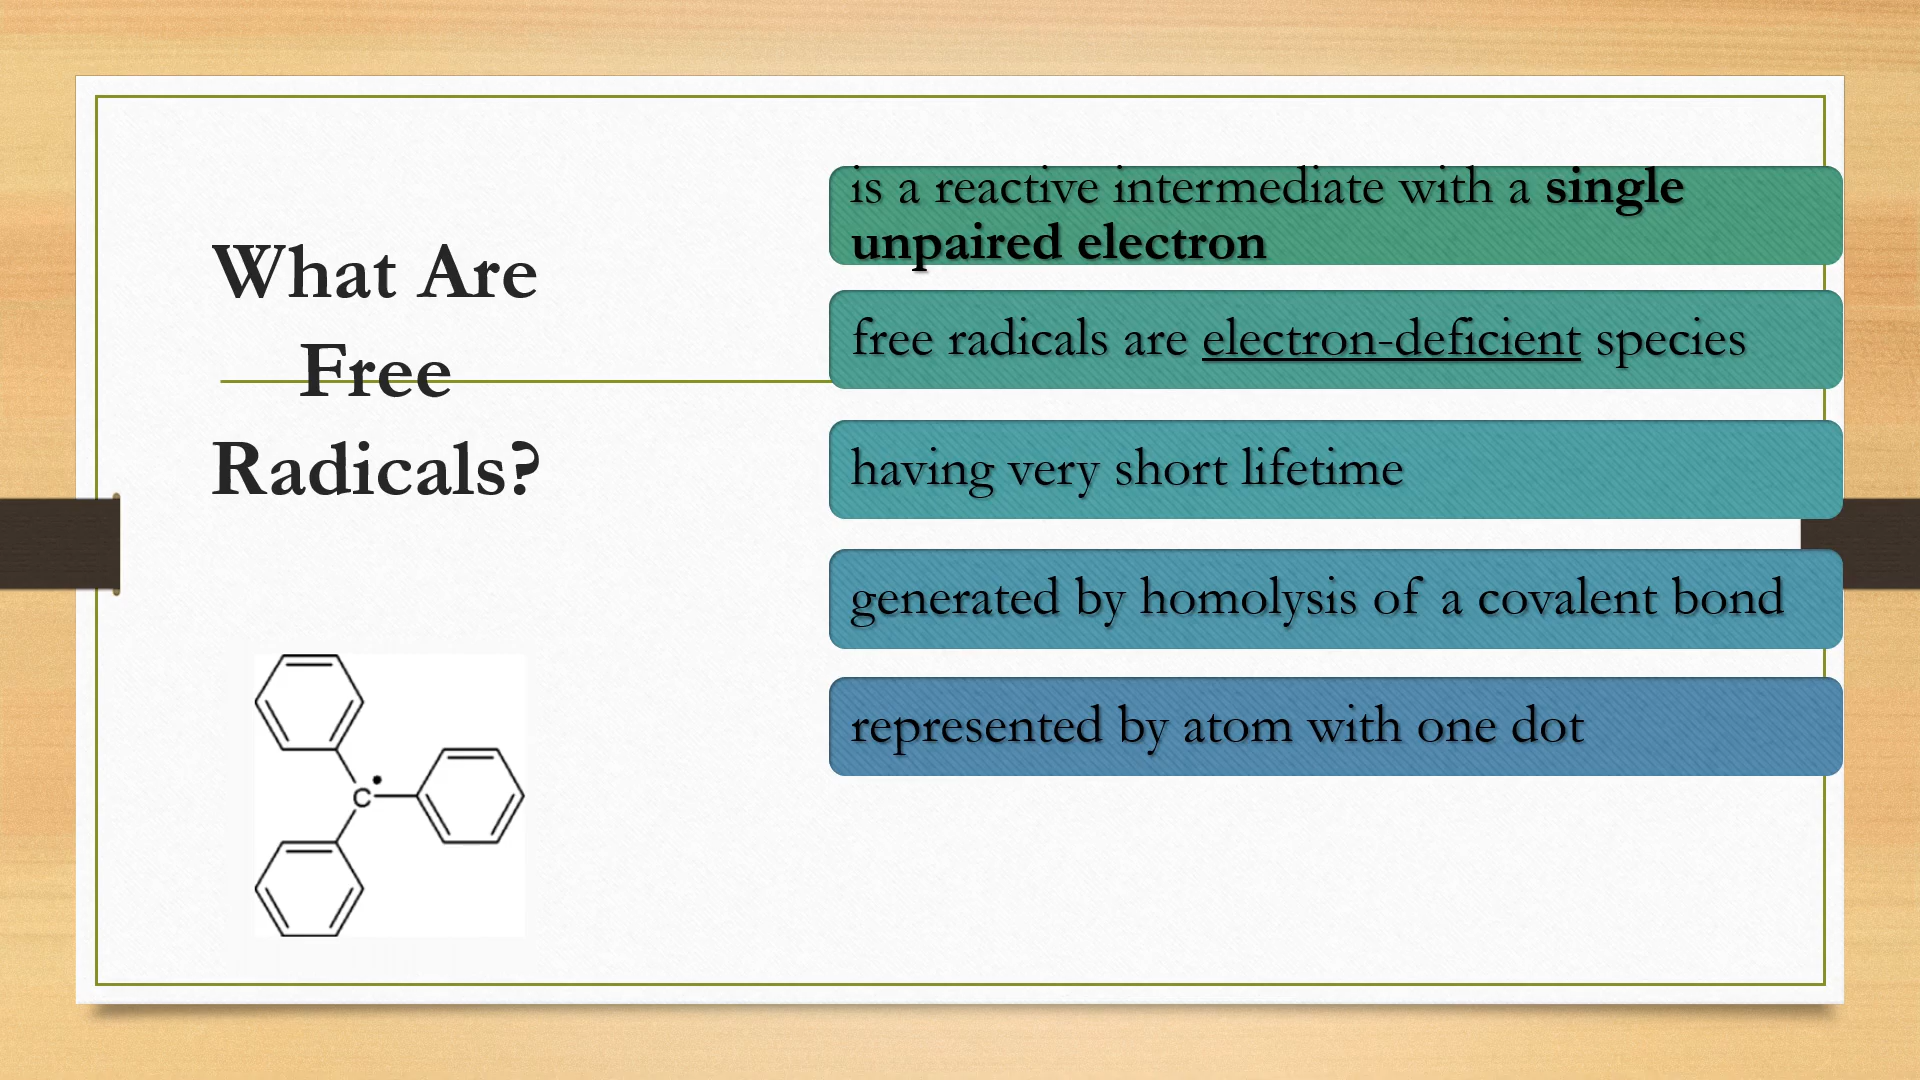 What Are
Free
Radicals?
is a reactive intermediate with a single
unpaired electron
free radicals are electron-deficient species
having very short lifetime
generated by homolysis of a covalent bond
represented by atom with one dot
C